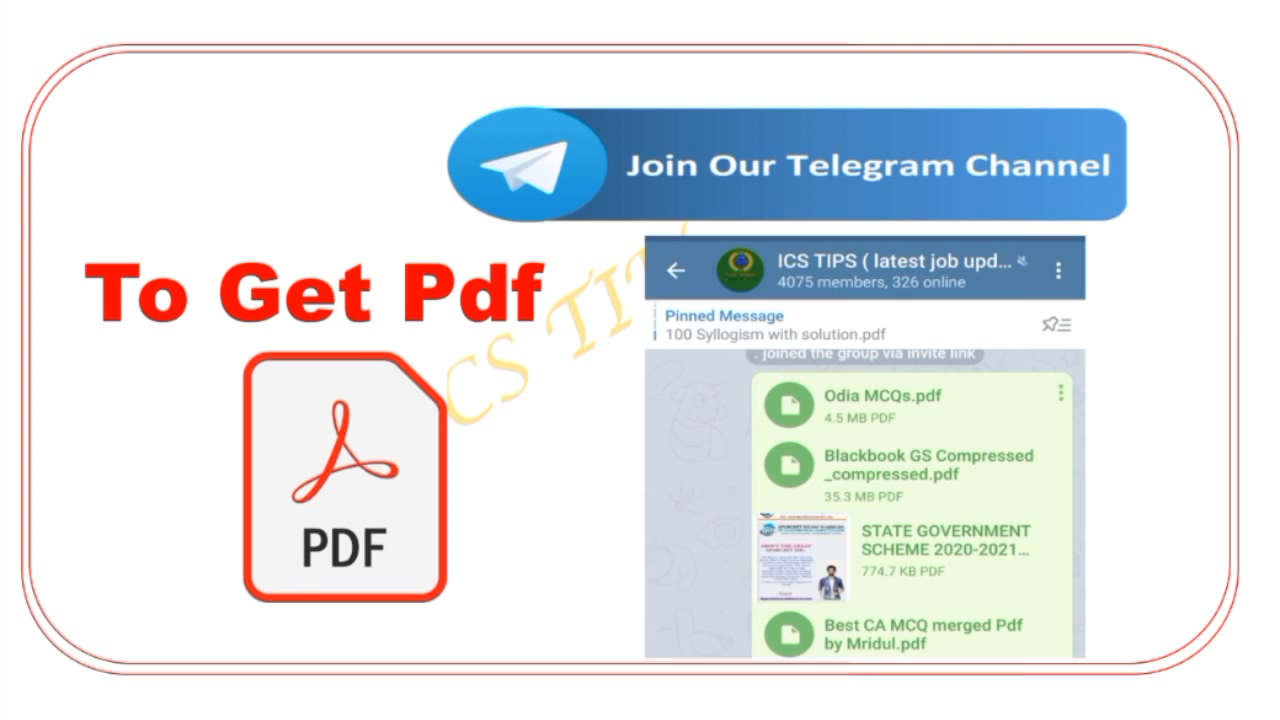 Join Our Telegram Channel
To Get Pdf
PDF
CS TI
ICS TIPS ( latest job upd...
4075 members, 326 online
Pinned Message
100 Syllogism with solution.pdf
. joined the group via invite link
Odia MCQs.pdf
4.5 MB PDF
Blackbook GS Compressed
_compressed.pdf
35.3 MB PDF
STATE GOVERNMENT
SCHEME 2020-2021...
774.7 KB PDF
Best CA MCQ merged Pdf
by Mridul.pdf